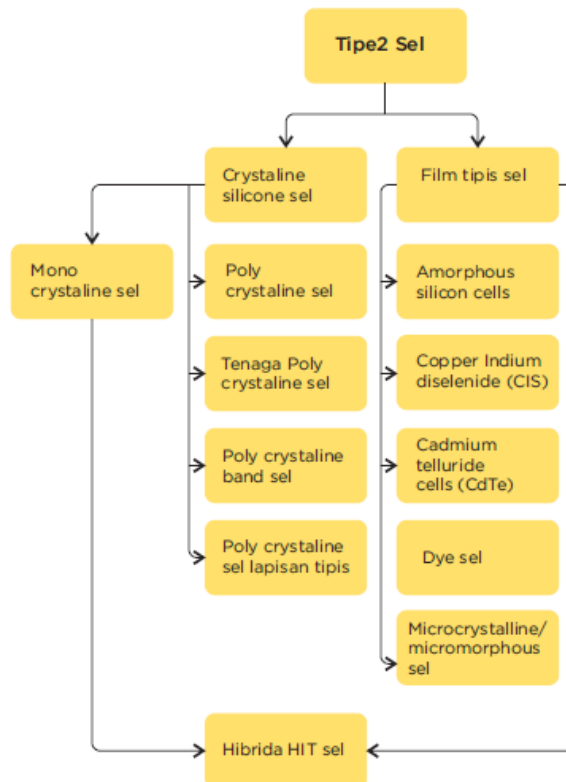 Tipe2 Sel
Crystaline
silicone sel
Film tipis sel
Mono
crystaline sel
Poly
crystaline sel
Amorphous
silicon cells
Tenaga Poly
crystaline sel
Copper Indium
diselenide (CIS)
Poly crystaline
band sel
Cadmium
telluride
cells (CdTe)
Poly crystaline
sel lapisan tipis
Dye sel
Microcrystalline/
micromorphous
sel
Hibrida HIT sel